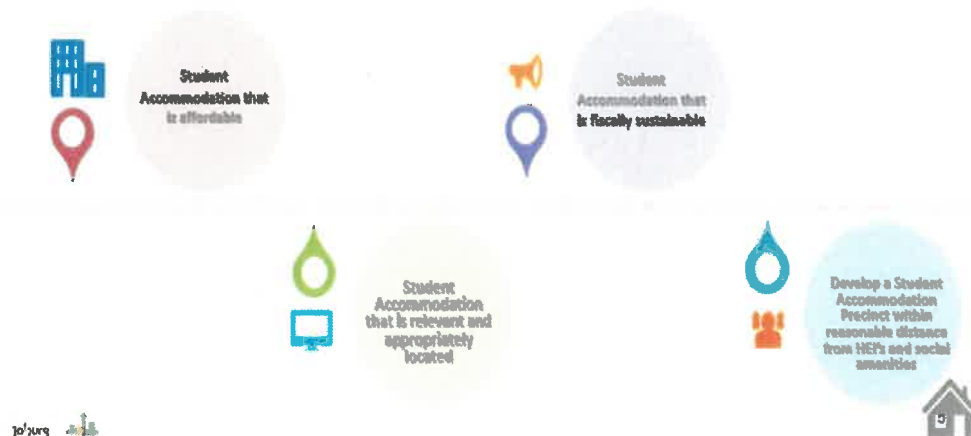 Student
Accommodation that
is affordable
Student
Accommodation that
is fiscally sustainable
Student
Accommodation
that is relevant and
appropriately
located
Develop a Student
Accommodation
Precinct within
reasonable distance
from HEI's and social
amenities